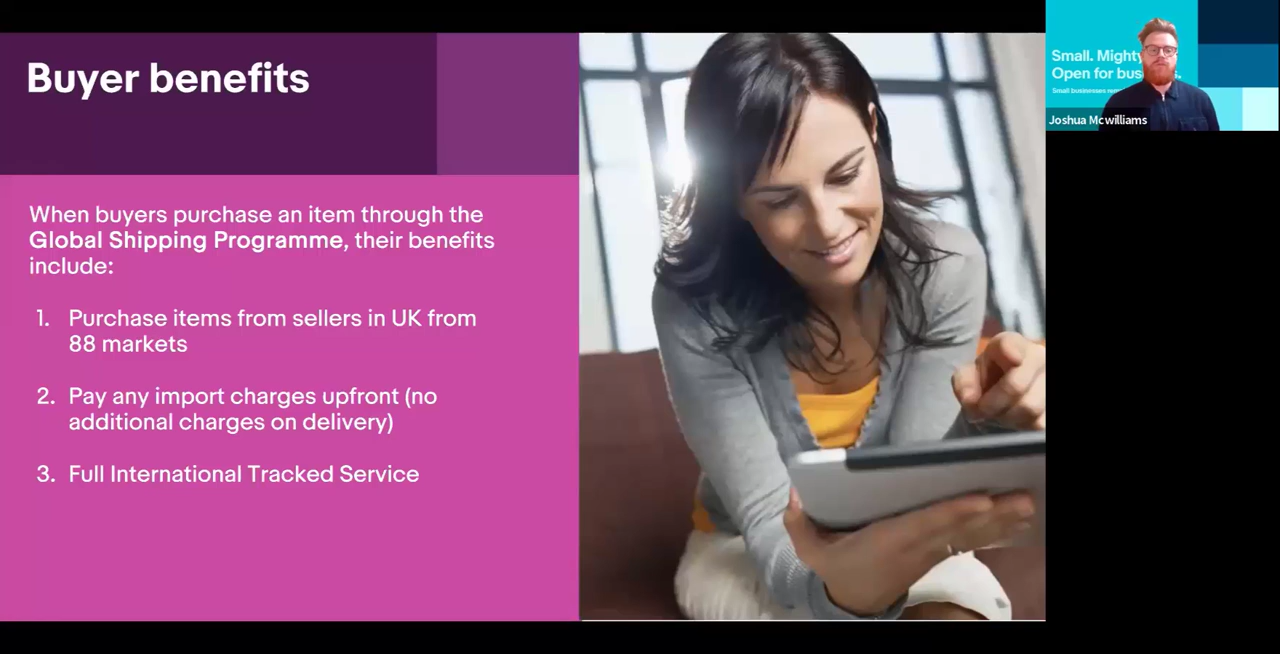 Buyer benefits
When buyers purchase an item through the
Global Shipping Programme, their benefits
include:
1. Purchase items from sellers in UK from
88 markets
2. Pay any import charges upfront (no
additional charges on delivery)
3. Full International Tracked Service
Small. Mighty
Open for bus s.
Small businesses
Joshua Mcwilliams